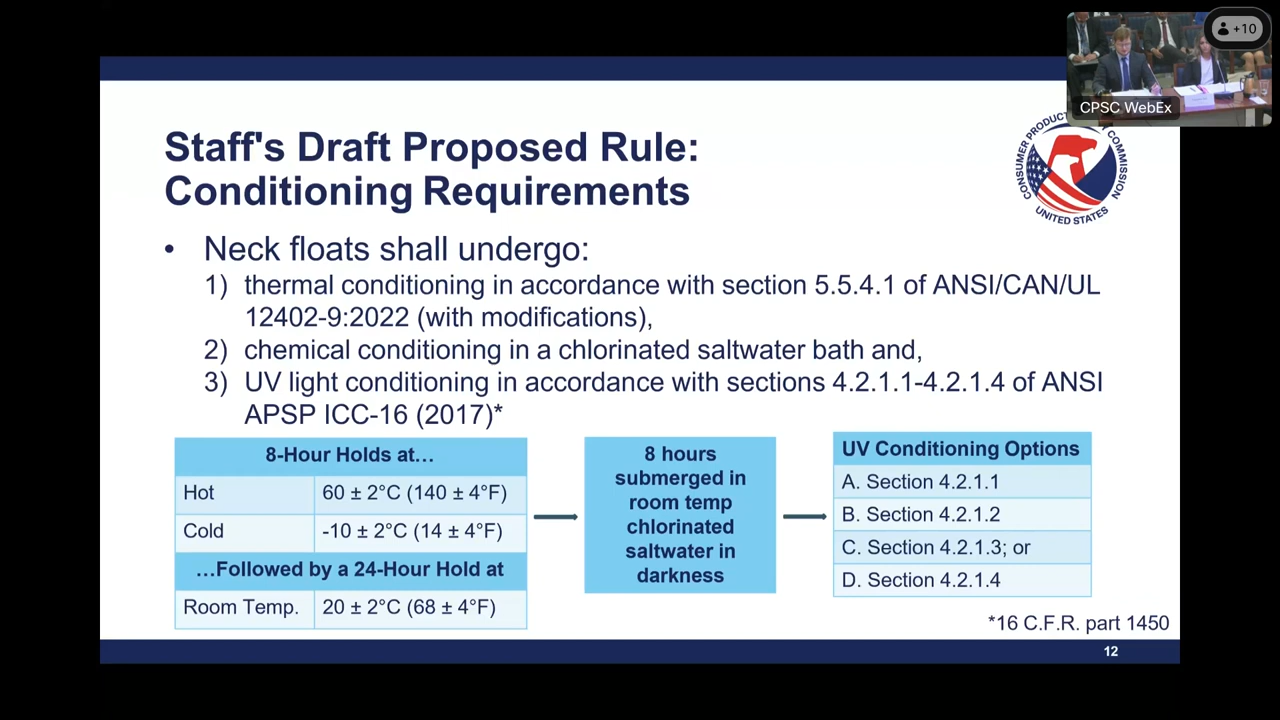 +10
CPSC WebEx
Staff's Draft Proposed Rule:
Conditioning Requirements
CONSUMER PRODUCT SAFETY COMMISSION
UNITED STATES
• Neck floats shall undergo:
1) thermal conditioning in accordance with section 5.5.4.1 of ANSI/CAN/UL
12402-9:2022 (with modifications),
2) chemical conditioning in a chlorinated saltwater bath and,
3) UV light conditioning in accordance with sections 4.2.1.1-4.2.1.4 of ANSI
APSP ICC-16 (2017)*
8-Hour Holds at…
Hot 60 ± 2°C (140 ± 4°F)
Cold -10 ± 2°C (14 ± 4°F)
…Followed by a 24-Hour Hold at
Room Temp. 20 ± 2°C (68 ± 4°F)
8 hours
submerged in
room temp
chlorinated
saltwater in
darkness
UV Conditioning Options
A. Section 4.2.1.1
B. Section 4.2.1.2
C. Section 4.2.1.3; or
D. Section 4.2.1.4
*16 C.F.R. part 1450
12